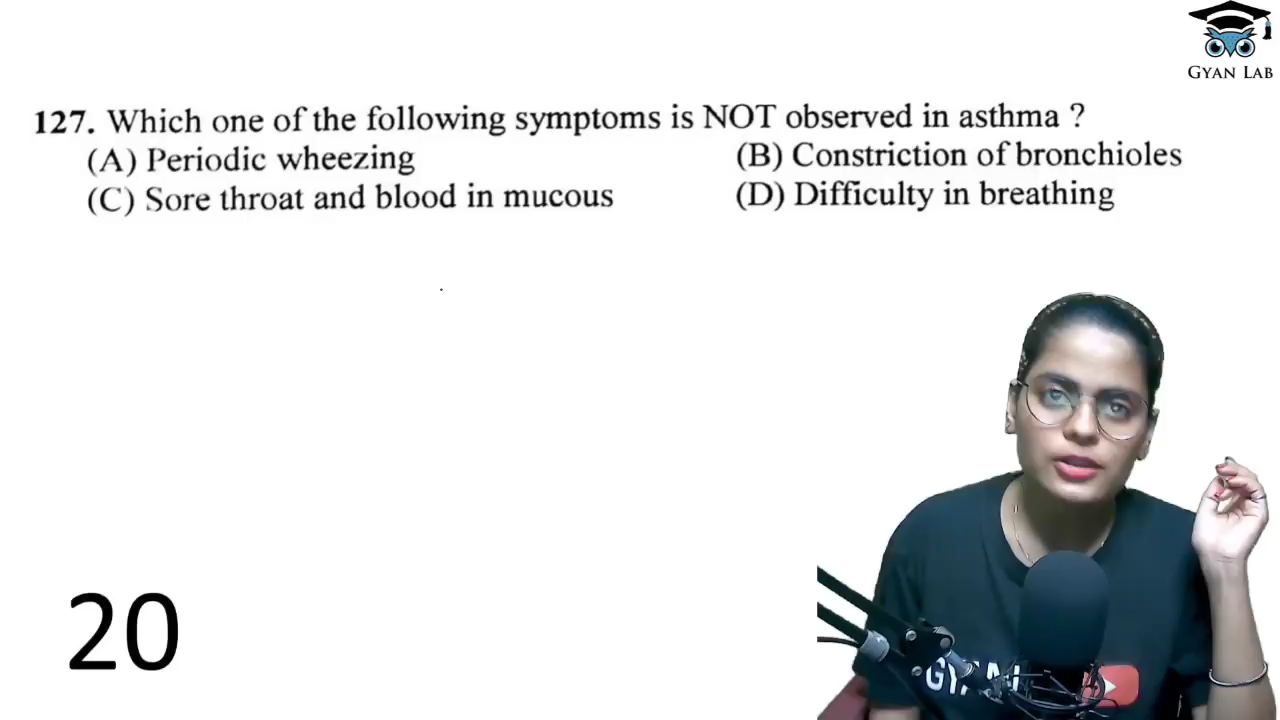 GYAN LAB
127. Which one of the following symptoms is NOT observed in asthma ?
(A) Periodic wheezing (B) Constriction of bronchioles
(C) Sore throat and blood in mucous (D) Difficulty in breathing
20